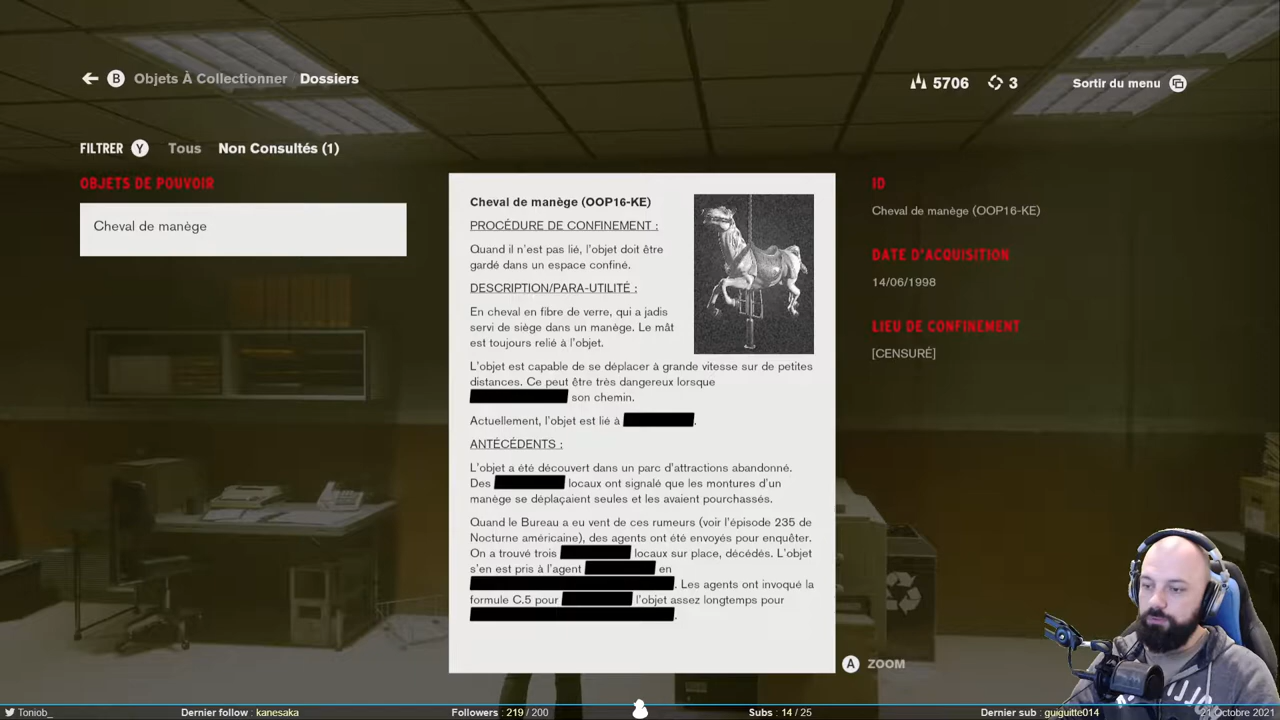 B Objets À Collectionner Dossiers
5706 3 Sortir du menu
FILTRER Y Tous Non Consultés (1)
OBJETS DE POUVOIR
Cheval de manège
Cheval de manège (OOP16-KE)
PROCÉDURE DE CONFINEMENT :
Quand il n'est pas lié, l'objet doit être
gardé dans un espace confiné.
DESCRIPTION/PARA-UTILITÉ :
En cheval en fibre de verre, qui a jadis
servi de siège dans un manège. Le mât
est toujours relié à l'objet.
L'objet est capable de se déplacer à grande vitesse sur de petites
distances. Ce peut être très dangereux lorsque
son chemin.
Actuellement, l'objet est lié à .
ANTÉCÉDENTS :
L'objet a été découvert dans un parc d'attractions abandonné.
Des locaux ont signalé que les montures d'un
manège se déplaçaient seules et les avaient pourchassés.
Quand le Bureau a eu vent de ces rumeurs (voir l'épisode 235 de
Nocturne américaine), des agents ont été envoyés pour enquêter.
On a trouvé trois locaux sur place, décédés. L'objet
s'en est pris à l'agent en
. Les agents ont invoqué la
formule C.5 pour l'objet assez longtemps pour
.
ID
Cheval de manège (OOP16-KE)
DATE D'ACQUISITION
14/06/1998
LIEU DE CONFINEMENT
[CENSURÉ]
A ZOOM
Toniob_ Dernier follow : kanesaka Followers : 219 / 200 Subs : 14 / 25 Dernier sub : guiguitte014 21 Octobre 2021